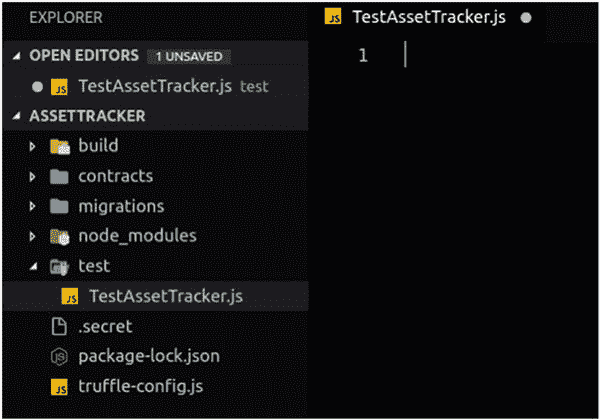 EXPLORER
OPEN EDITORS 1 UNSAVED
JS TestAssetTracker.js test
ASSETTRACKER
build
contracts
migrations
node_modules
test
JS TestAssetTracker.js
.secret
JS package-lock.json
JS truffle-config.js
JS TestAssetTracker.js
1